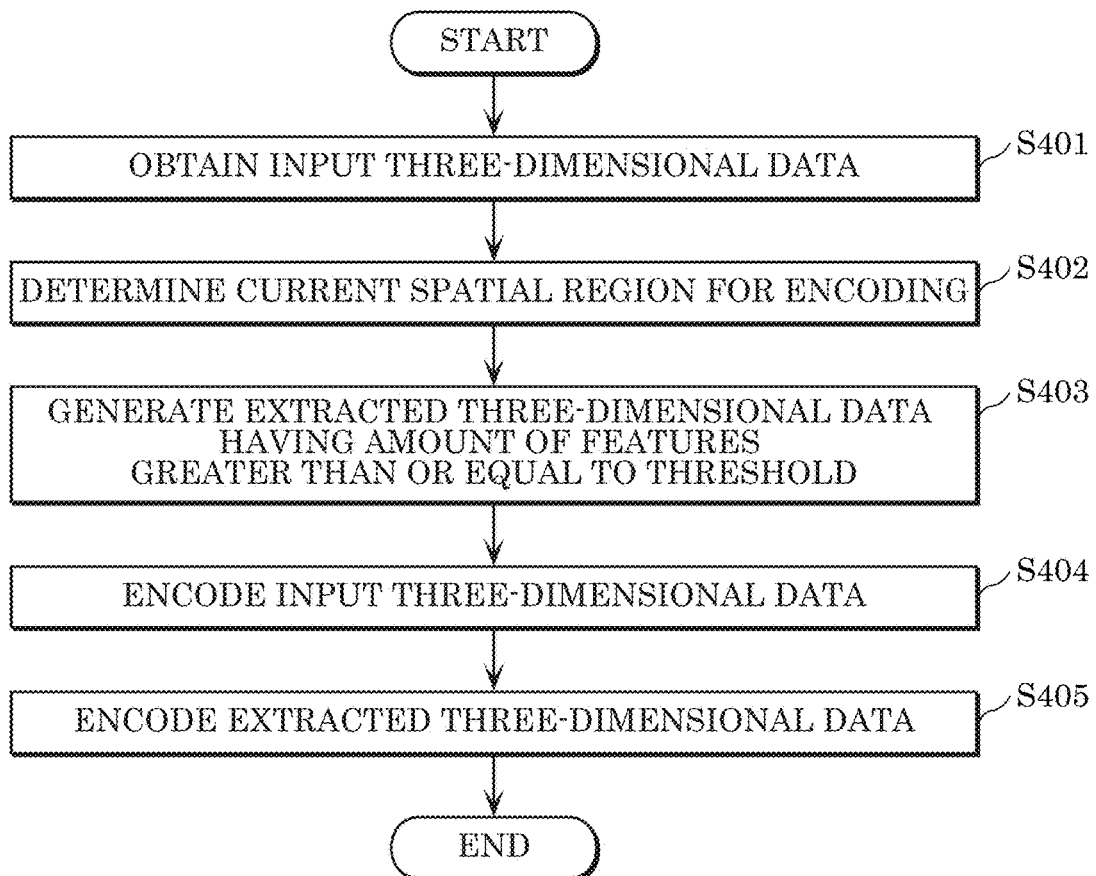 START
OBTAIN INPUT THREE-DIMENSIONAL DATA
S401
DETERMINE CURRENT SPATIAL REGION FOR ENCODING
S402
GENERATE EXTRACTED THREE-DIMENSIONAL DATA
HAVING AMOUNT OF FEATURES
GREATER THAN OR EQUAL TO THRESHOLD
S403
ENCODE INPUT THREE-DIMENSIONAL DATA
S404
ENCODE EXTRACTED THREE-DIMENSIONAL DATA
S405
END